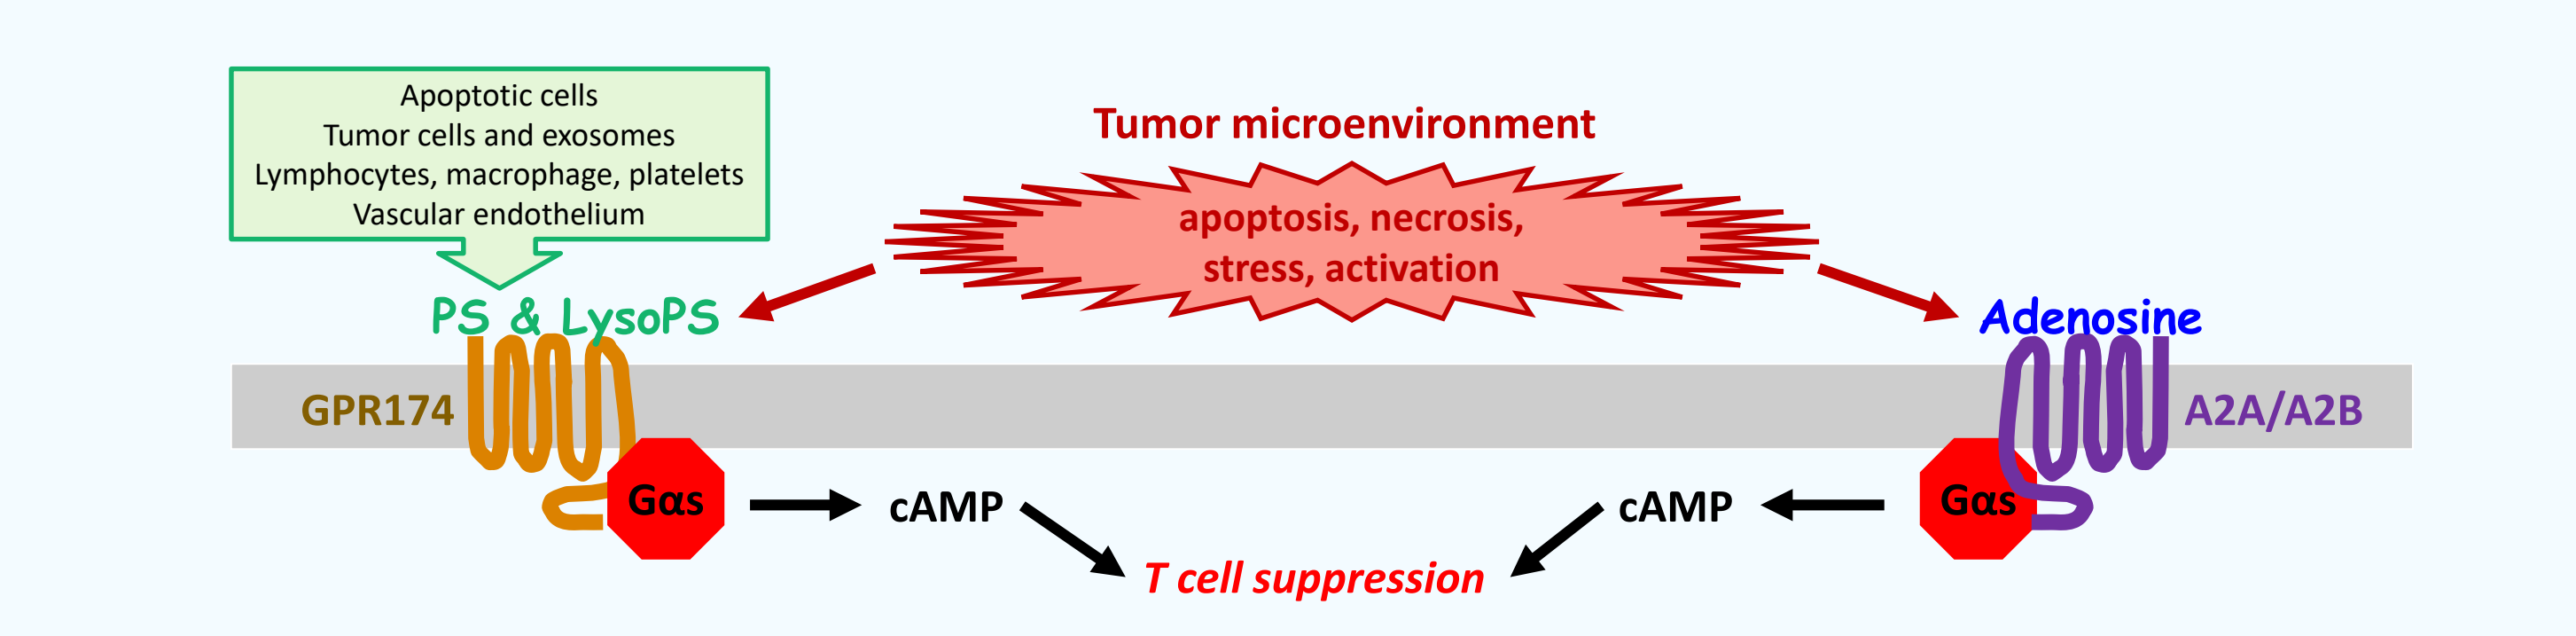 Apoptotic cells
Tumor cells and exosomes
Lymphocytes, macrophage, platelets
Vascular endothelium
Tumor microenvironment
apoptosis, necrosis,
stress, activation
PS & LysoPS
Adenosine
GPR174
A2A/A2B
Gαs
cAMP
cAMP
Gαs
T cell suppression